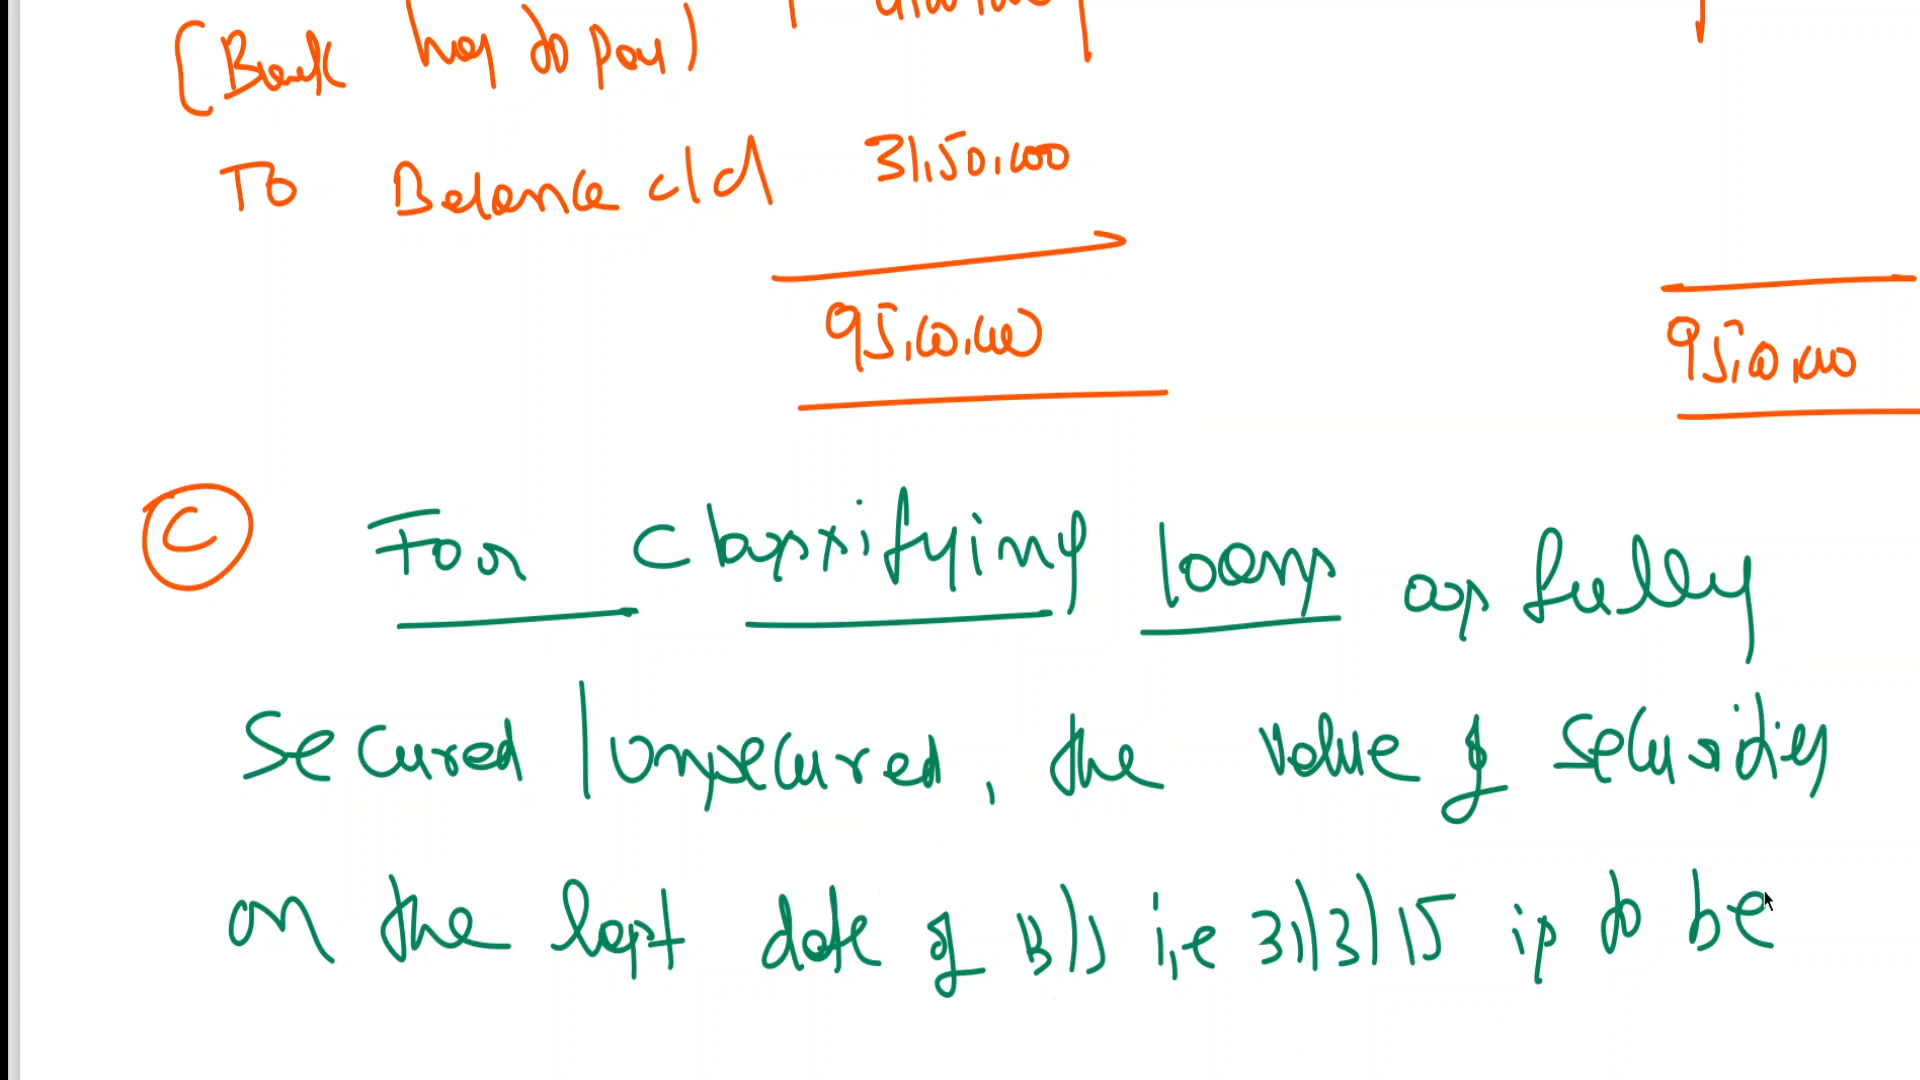 (Bank has to pay)
To Balance c/d 31,50,000
95,00,000 95,00,000
C For classifying loans as fully
secured / unsecured, the value of securities
on the last date of B/S i,e 31/3/15 is to be